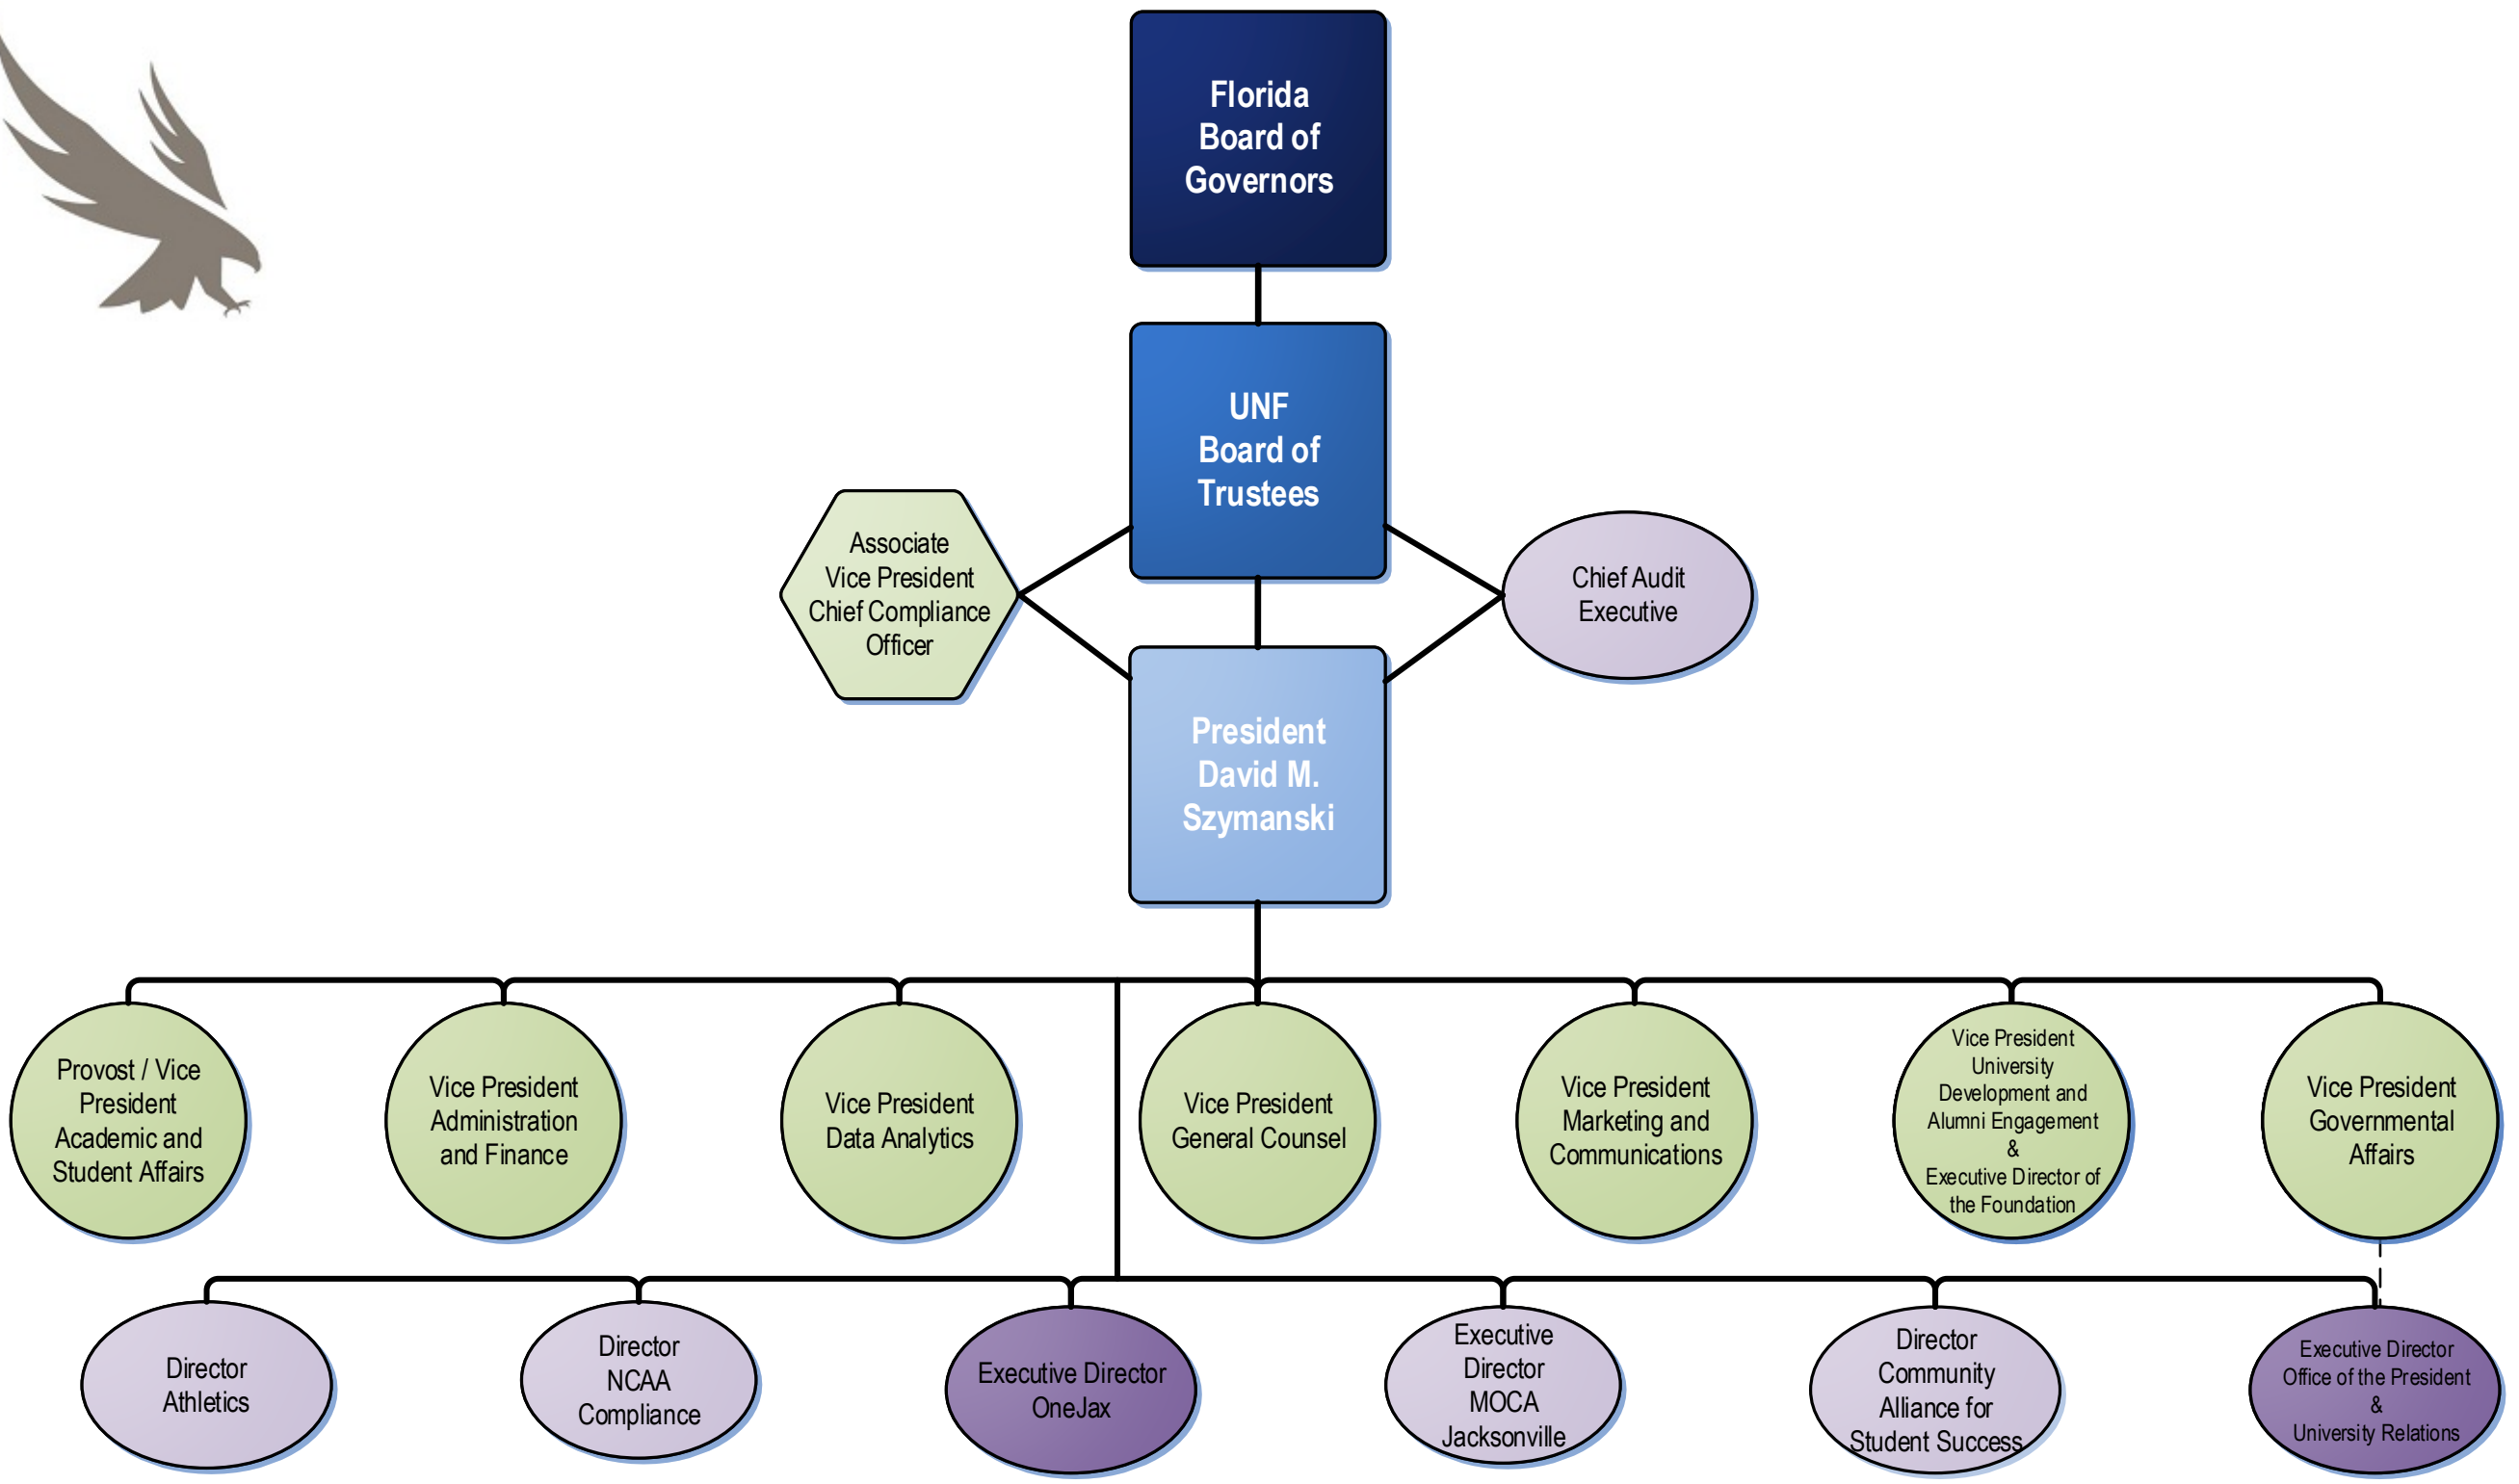 Florida
Board of
Governors
UNF
Board of
Trustees
Associate
Vice President
Chief Compliance
Officer
Chief Audit
Executive
President
David M.
Szymanski
Provost / Vice
President
Academic and
Student Affairs
Vice President
Administration
and Finance
Vice President
Data Analytics
Vice President
General Counsel
Vice President
Marketing and
Communications
Vice President
University
Development and
Alumni Engagement
&
Executive Director of
the Foundation
Vice President
Governmental
Affairs
Director
Athletics
Director
NCAA
Compliance
Executive Director
OneJax
Executive
Director
MOCA
Jacksonville
Director
Community
Alliance for
Student Success
Executive Director
Office of the President
&
University Relations